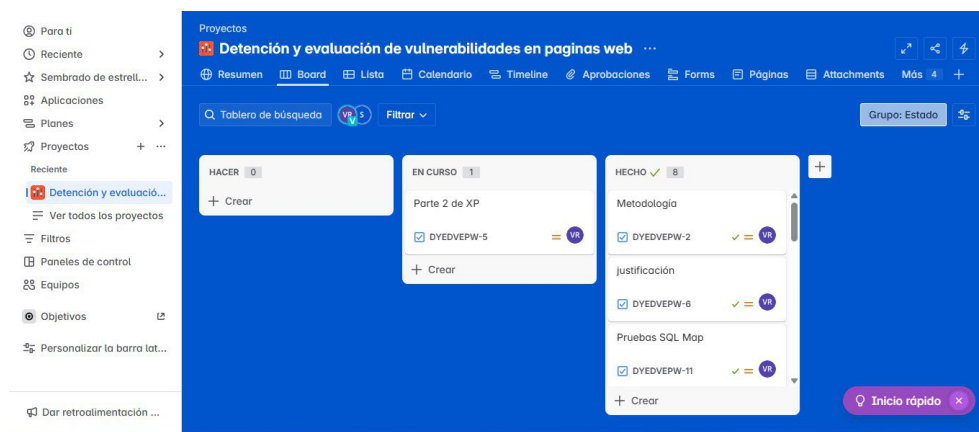 Para ti
Reciente
Sembrado de estrell...
Aplicaciones
Planes
Proyectos
Reciente
Detención y evaluació...
Ver todos los proyectos
Filtros
Paneles de control
Equipos
Objetivos
Personalizar la barra lat...
Dar retroalimentación ...
Proyectos
Detención y evaluación de vulnerabilidades en paginas web
Resumen Board Lista Calendario Timeline Aprobaciones Forms Páginas Attachments Más 4
Tablero de búsqueda VR V S Filtrar Grupo: Estado
HACER 0
+ Crear
EN CURSO 1
Parte 2 de XP
DYEDVEPW-5 VR
+ Crear
HECHO 8
Metodología
DYEDVEPW-2 VR
justificación
DYEDVEPW-6 VR
Pruebas SQL Map
DYEDVEPW-11 VR
+ Crear
Inicio rápido